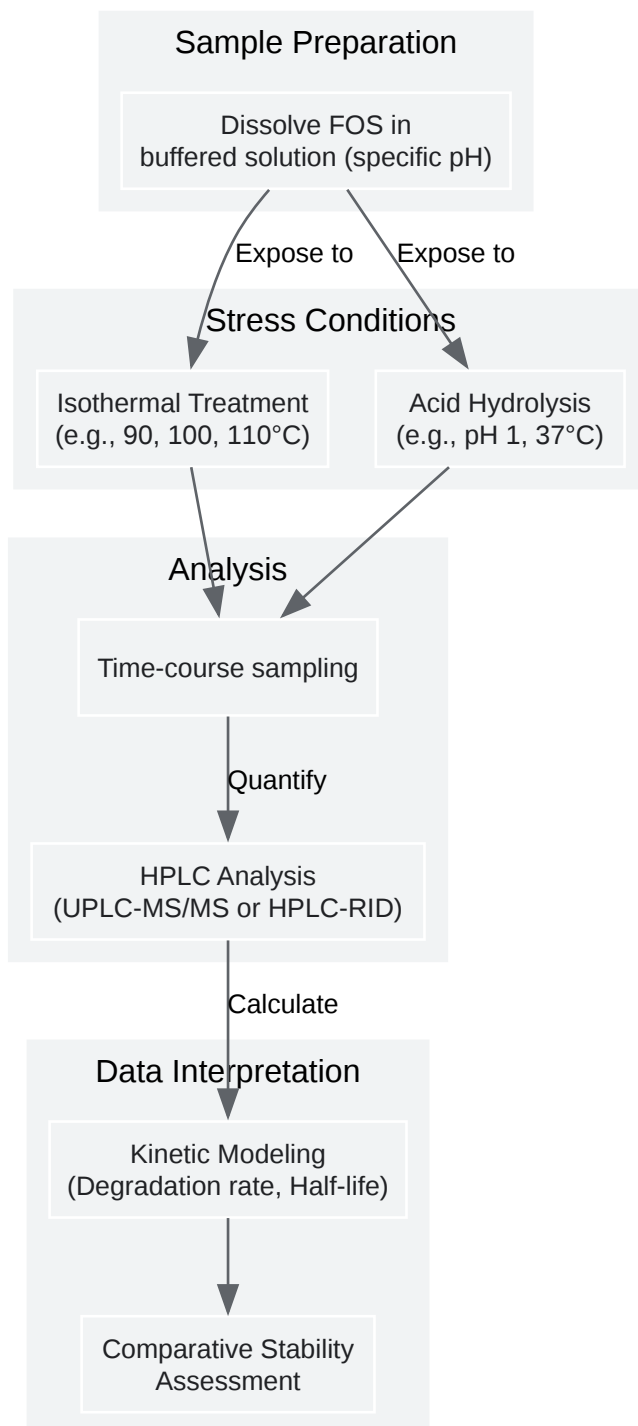 Sample Preparation
Dissolve FOS in
buffered solution (specific pH)
Expose to
Expose to
Stress Conditions
Isothermal Treatment
(e.g., 90, 100, 110°C)
Acid Hydrolysis
(e.g., pH 1, 37°C)
Analysis
Time-course sampling
Quantify
HPLC Analysis
(UPLC-MS/MS or HPLC-RID)
Calculate
Data Interpretation
Kinetic Modeling
(Degradation rate, Half-life)
Comparative Stability
Assessment